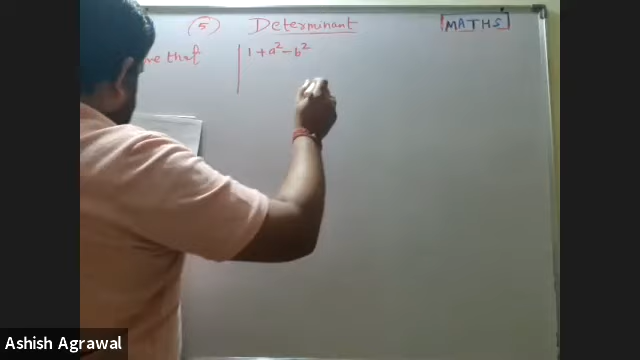 (5) Determinant MATHS
that | 1 + a² - b²
Ashish Agrawal